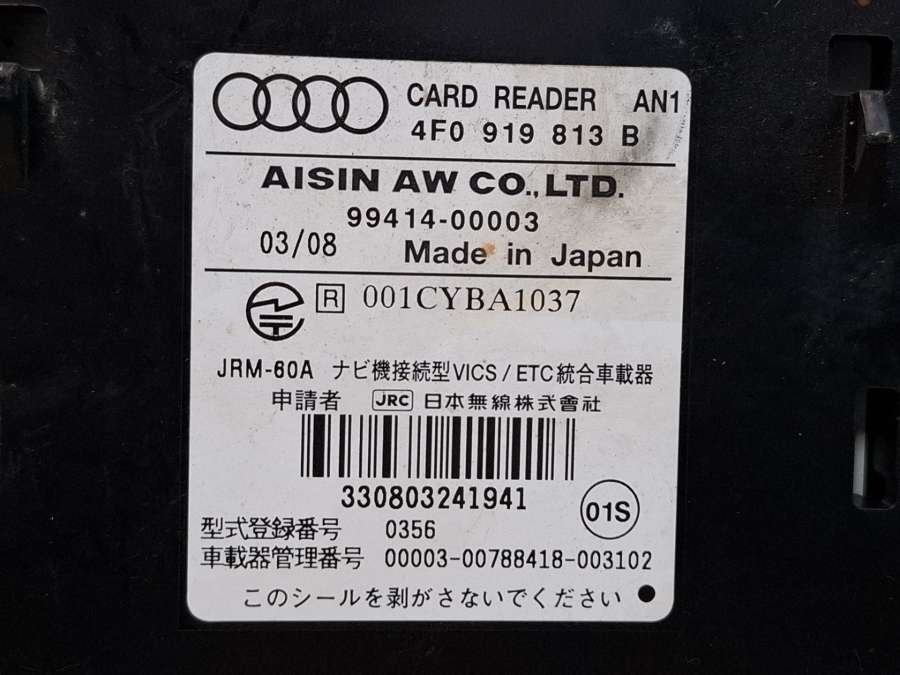 CARD READER AN1
4F0 919 813 B
AISIN AW CO., LTD.
99414-00003
03/08 Made in Japan
R 001CYBA1037
JRM-60A ナビ機接続型VICS/ETC統合車載器
申請者 JRC 日本無線株式會社
330803241941
01S
型式登録番号 0356
車載器管理番号 00003-00788418-003102
このシールを剥がさないでください ●